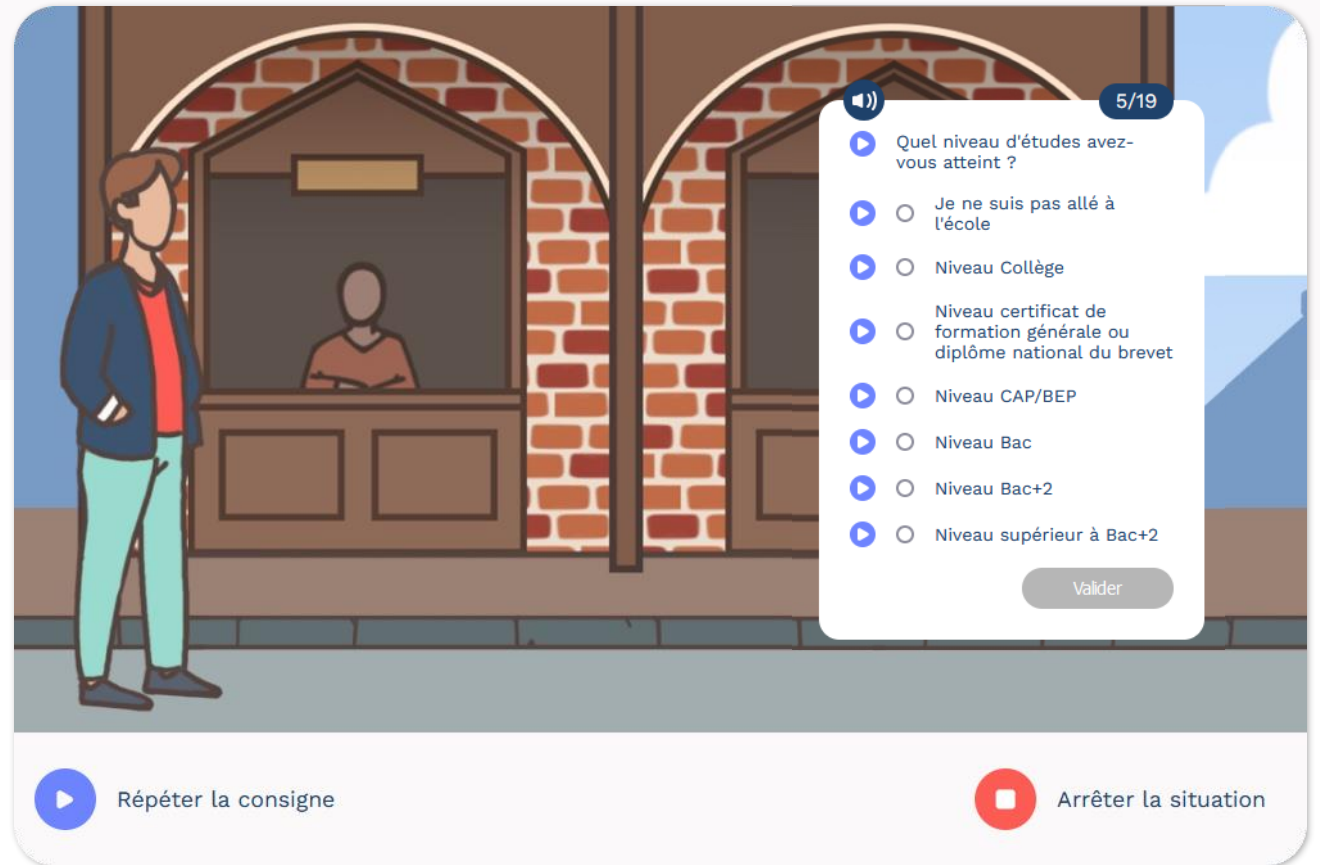 5/19
Quel niveau d'études avez-
vous atteint ?
Je ne suis pas allé à
l'école
Niveau Collège
Niveau certificat de
formation générale ou
diplôme national du brevet
Niveau CAP/BEP
Niveau Bac
Niveau Bac+2
Niveau supérieur à Bac+2
Valider
Répéter la consigne
Arrêter la situation